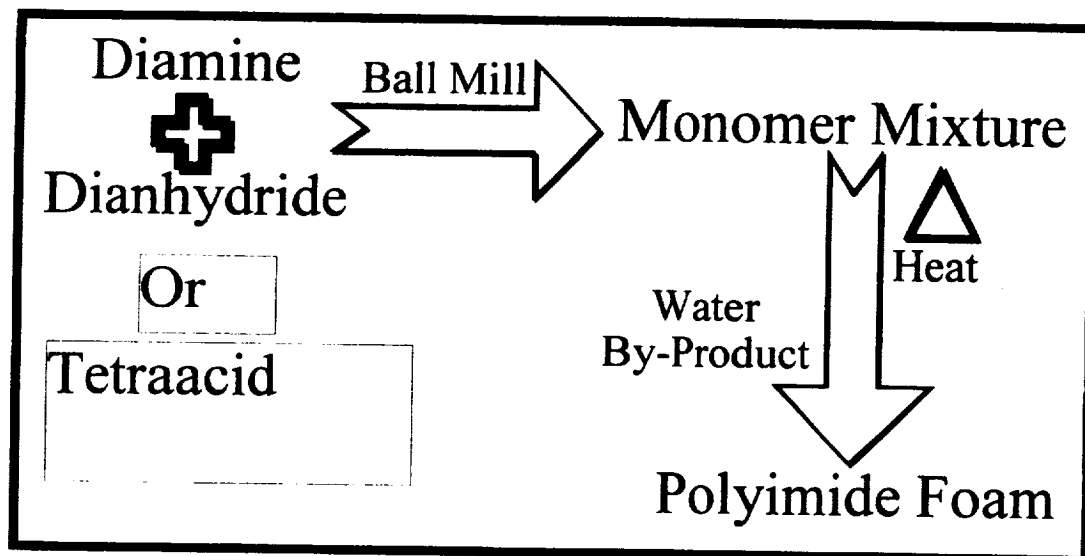 Diamine
Dianhydride
Or
Tetraacid
Ball Mill
Monomer Mixture
Heat
Water
By-Product
Polyimide Foam